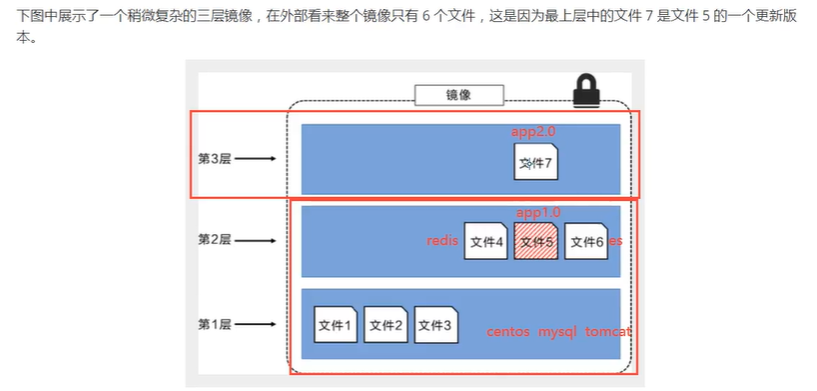 下图中展示了一个稍微复杂的三层镜像，在外部看来整个镜像只有 6 个文件，这是因为最上层中的文件 7 是文件 5 的一个更新版
本。
镜像
app2.0
第3层
文件7
app1.0
第2层
redis 文件4 文件5 文件6 es
第1层
文件1 文件2 文件3 centos mysql tomcat